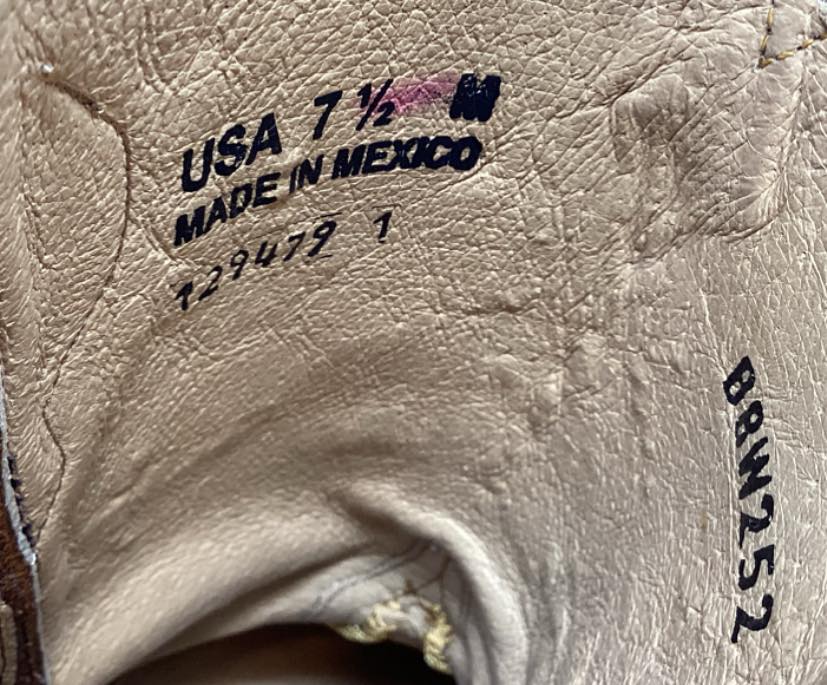 USA 7 ½ M
MADE IN MEXICO
129479 1
BRW252